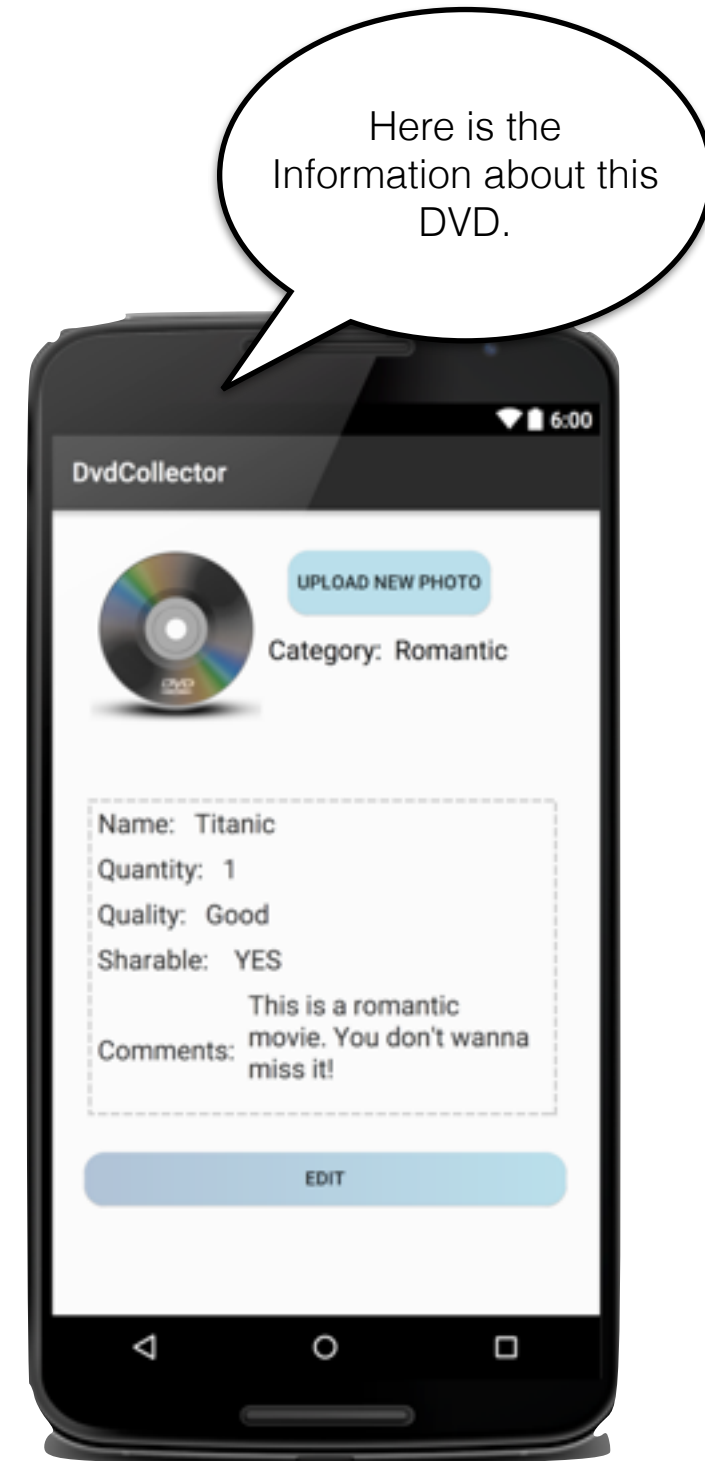 Here is the
Information about this
DVD.
6:00
DvdCollector
UPLOAD NEW PHOTO
Category: Romantic
DVD
Name: Titanic
Quantity: 1
Quality: Good
Sharable: YES
Comments: This is a romantic
movie. You don't wanna
miss it!
EDIT